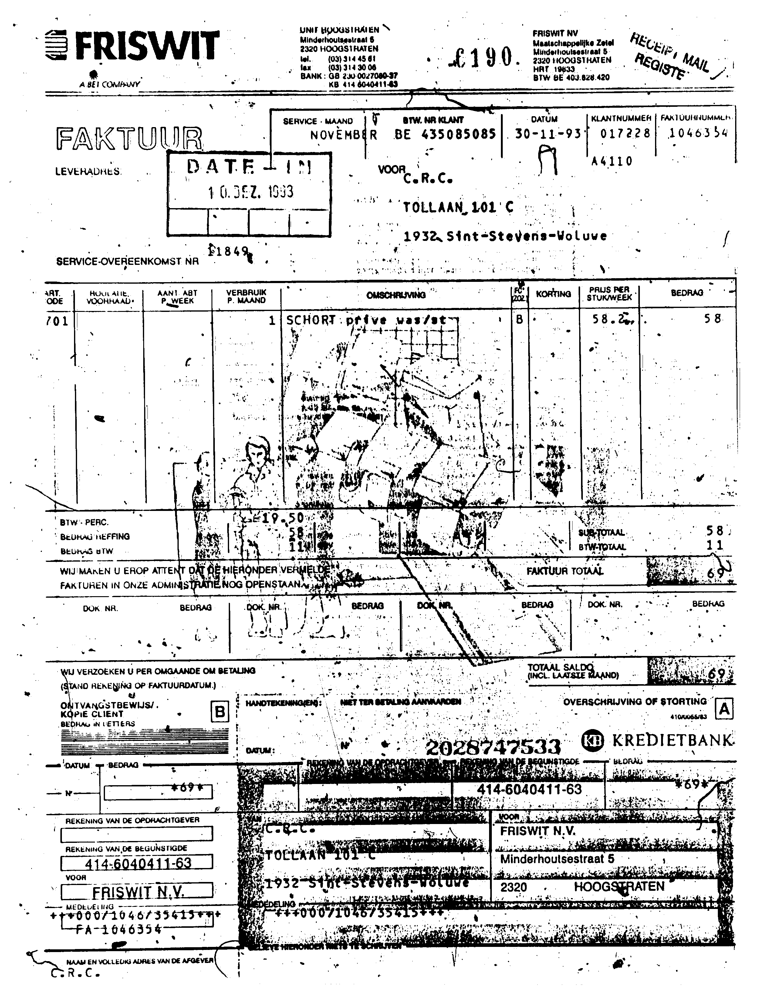 FRISWIT
A BET COMPANY
UNIT HOOGSTRATEN
Minderhoutsestraat 5
2320 HOOGSTRATEN
tel. (03) 314 45 61
fax (03) 314 30 06
BANK : GB 230-0027080-37
KB 414-6040411-63
£190.
FRISWIT NV
Maatschappelijke Zetel
Minderhoutsestraat 5
2320 HOOGSTRATEN
HRT 19633
BTW BE 403.828.420
MAIL
REGISTE
FAKTUUR
SERVICE - MAAND
NOVEMBER
BTW. NR KLANT
BE 435085085
DATUM
30-11-93
KLANTNUMMER
017228
FAKTUURNUMMER
1046354
A4110
LEVERADRES:
DATE - IN
10. DEZ. 1993
VOOR
C.R.C.
TOLLAAN 101 C
1932 Sint-Stevens-Woluwe
SERVICE-OVEREENKOMST NR
ART. CODE
VOORRAAD
AANT ABT P. WEEK
VERBRUIK P. MAAND
OMSCHRIJVING
KORTING
PRIJS PER STUK/WEEK
BEDRAG
1 SCHORT prive was/st B 58
BTW - PERC. 19.50
BEDRAG HEFFING 58
BEDRAG BTW 11
SUB-TOTAAL 58
BTW-TOTAAL 11
WIJ MAKEN U EROP ATTENT DAT DE HIERONDER VERMELDE
FAKTUREN IN ONZE ADMINISTRATIE NOG OPENSTAAN.
FAKTUUR TOTAAL 69
DOK. NR. BEDRAG DOK. NR. BEDRAG DOK. NR. BEDRAG DOK. NR. BEDRAG
WIJ VERZOEKEN U PER OMGAANDE OM BETALING
(STAND REKENING OP FAKTUURDATUM.)
TOTAAL SALDO
(INCL. LAATSTE MAAND)
69
ONTVANGSTBEWIJS/
KOPIE CLIENT
BEDRAG IN LETTERS
B
HANDTEKENING(EN): NIET TER BETALING AANVAARDEN
OVERSCHRIJVING OF STORTING A
DATUM: N° 2028747533
KB KREDIETBANK
DATUM BEDRAG
N° *69*
REKENING VAN DE OPDRACHTGEVER
REKENING VAN DE BEGUNSTIGDE
BEDRAG
414-6040411-63
*69*
REKENING VAN DE OPDRACHTGEVER
REKENING VAN DE BEGUNSTIGDE
414-6040411-63
VOOR
FRISWIT N.V.
MEDEDELING
+++000/1046/35415+++
FA-1046354
C.R.C.
TOLLAAN 101 C
1932 Sint-Stevens-Woluwe
VOOR
FRISWIT N.V.
Minderhoutsestraat 5
2320 HOOGSTRATEN
MEDEDELING
+++000/1046/35415+++
HIERONDER NIETS TE SCHRIJVEN
NAAM EN VOLLEDIG ADRES VAN DE AFGEVER
C.R.C.